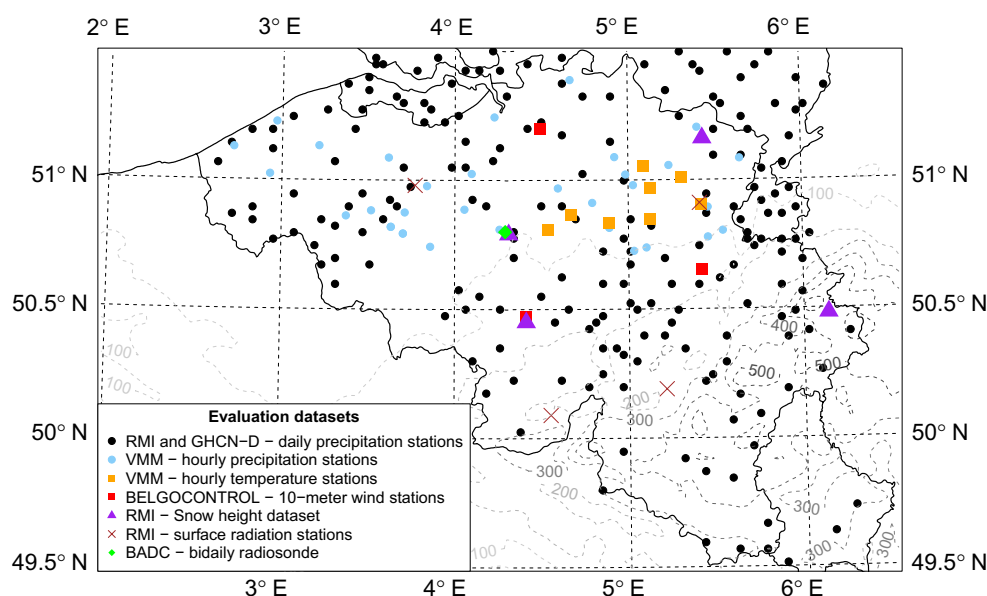 2° E 3° E 4° E 5° E 6° E
51° N 51° N
100
50.5° N 50.5° N
400
100
500 500
100
200
300
Evaluation datasets
RMI and GHCN−D − daily precipitation stations
VMM − hourly precipitation stations
VMM − hourly temperature stations
BELGOCONTROL − 10−meter wind stations
RMI − Snow height dataset
RMI − surface radiation stations
BADC − bidaily radiosonde
50° N 50° N
300
200
300
100
300
300
49.5° N 49.5° N
3° E 4° E 5° E 6° E